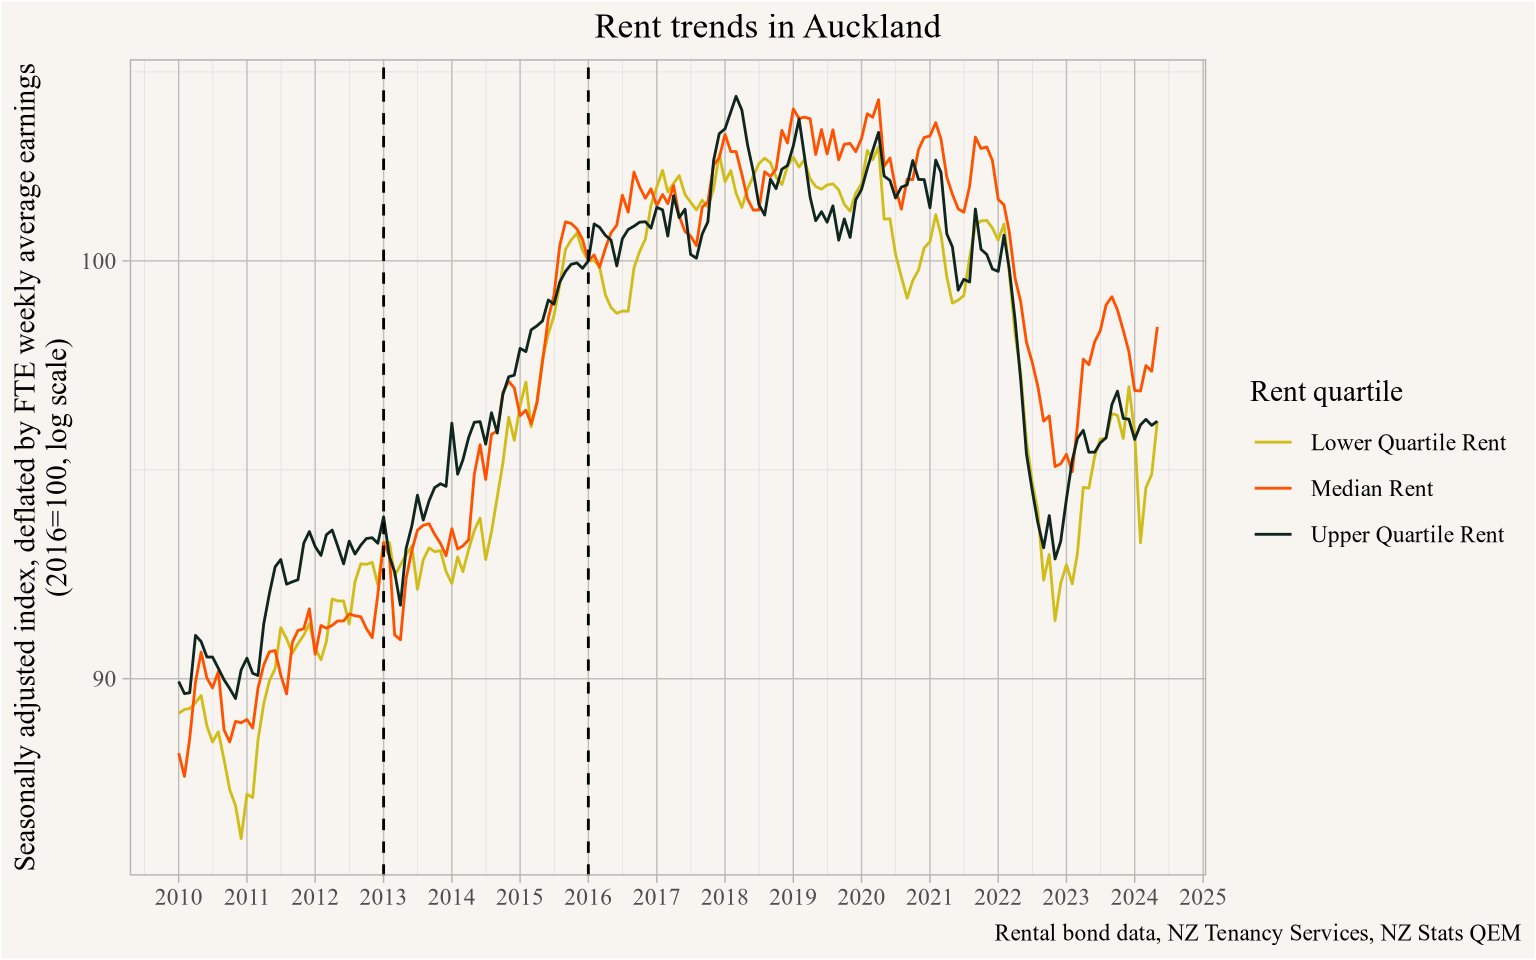 Rent trends in Auckland
Seasonally adjusted index, deflated by FTE weekly average earnings
(2016=100, log scale)
100
90
2010 2011 2012 2013 2014 2015 2016 2017 2018 2019 2020 2021 2022 2023 2024 2025
Rent quartile
Lower Quartile Rent
Median Rent
Upper Quartile Rent
Rental bond data, NZ Tenancy Services, NZ Stats QEM